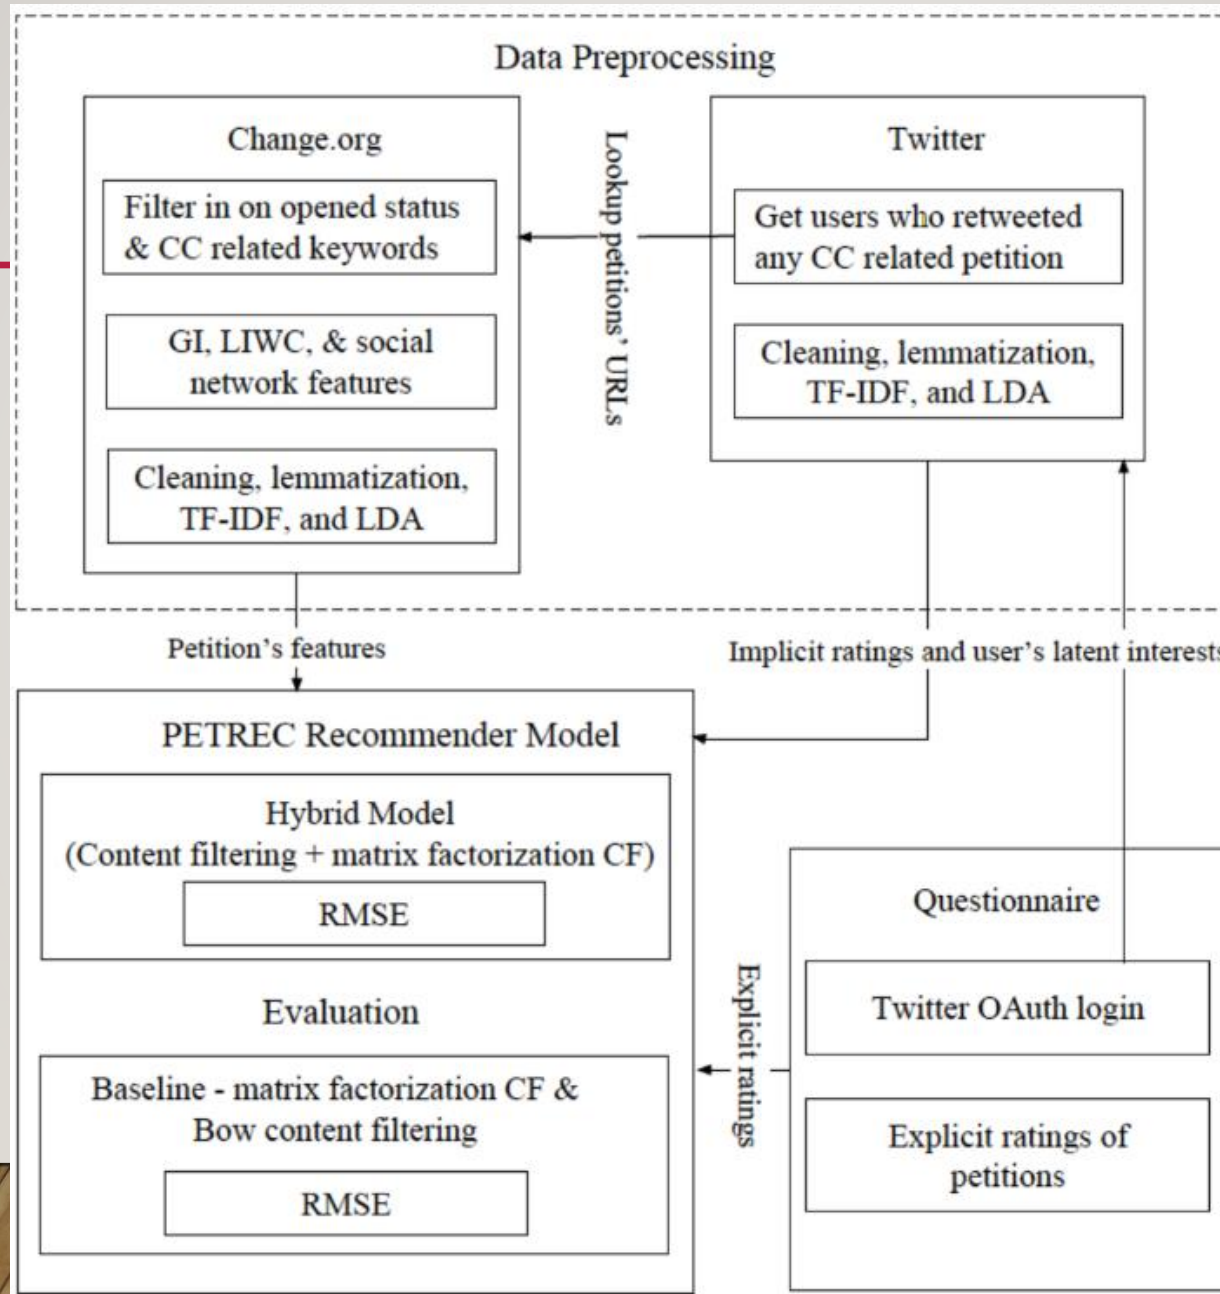 Data Preprocessing
Change.org
Filter in on opened status
& CC related keywords
GI, LIWC, & social
network features
Cleaning, lemmatization,
TF-IDF, and LDA
Lookup petitions' URLs
Twitter
Get users who retweeted
any CC related petition
Cleaning, lemmatization,
TF-IDF, and LDA
Petition's features
Implicit ratings and user's latent interests
PETREC Recommender Model
Hybrid Model
(Content filtering + matrix factorization CF)
RMSE
Evaluation
Baseline - matrix factorization CF &
Bow content filtering
RMSE
Explicit ratings
Questionnaire
Twitter OAuth login
Explicit ratings of
petitions